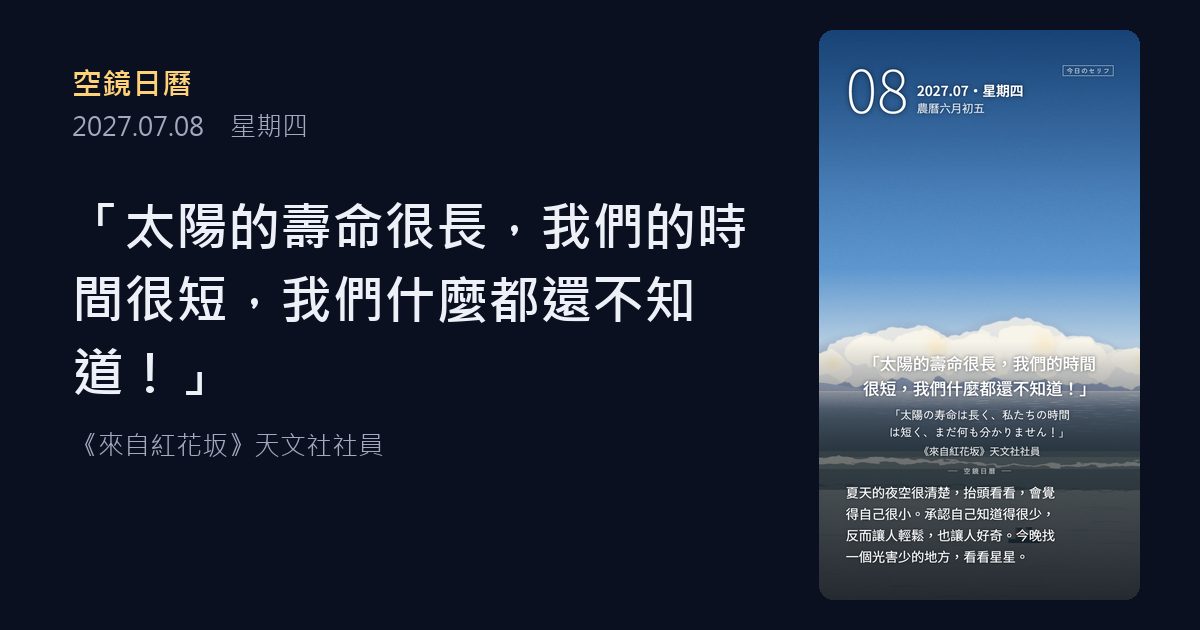 空鏡日曆
2027.07.08 星期四
「太陽的壽命很長，我們的時
間很短，我們什麼都還不知
道！」
《來自紅花坂》天文社社員
今日のセリフ
08
2027.07・星期四
農曆六月初五
「太陽的壽命很長，我們的時間
很短，我們什麼都還不知道！」
「太陽の寿命は長く、私たちの時間
は短く、まだ何も分かりません！」
《來自紅花坂》天文社社員
— 空鏡日曆 —
夏天的夜空很清楚，抬頭看看，會覺
得自己很小。承認自己知道得很少，
反而讓人輕鬆，也讓人好奇。今晚找
一個光害少的地方，看看星星。